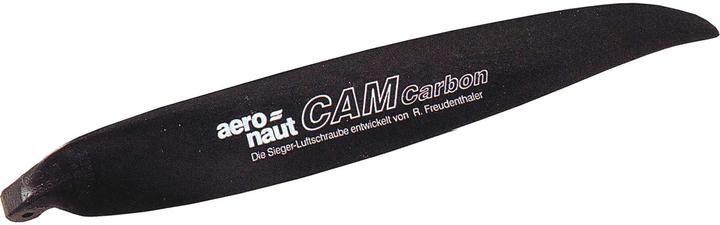 aero naut CAM carbon
Die Sieger-Luftschraube entwickelt von R. Freudenthaler